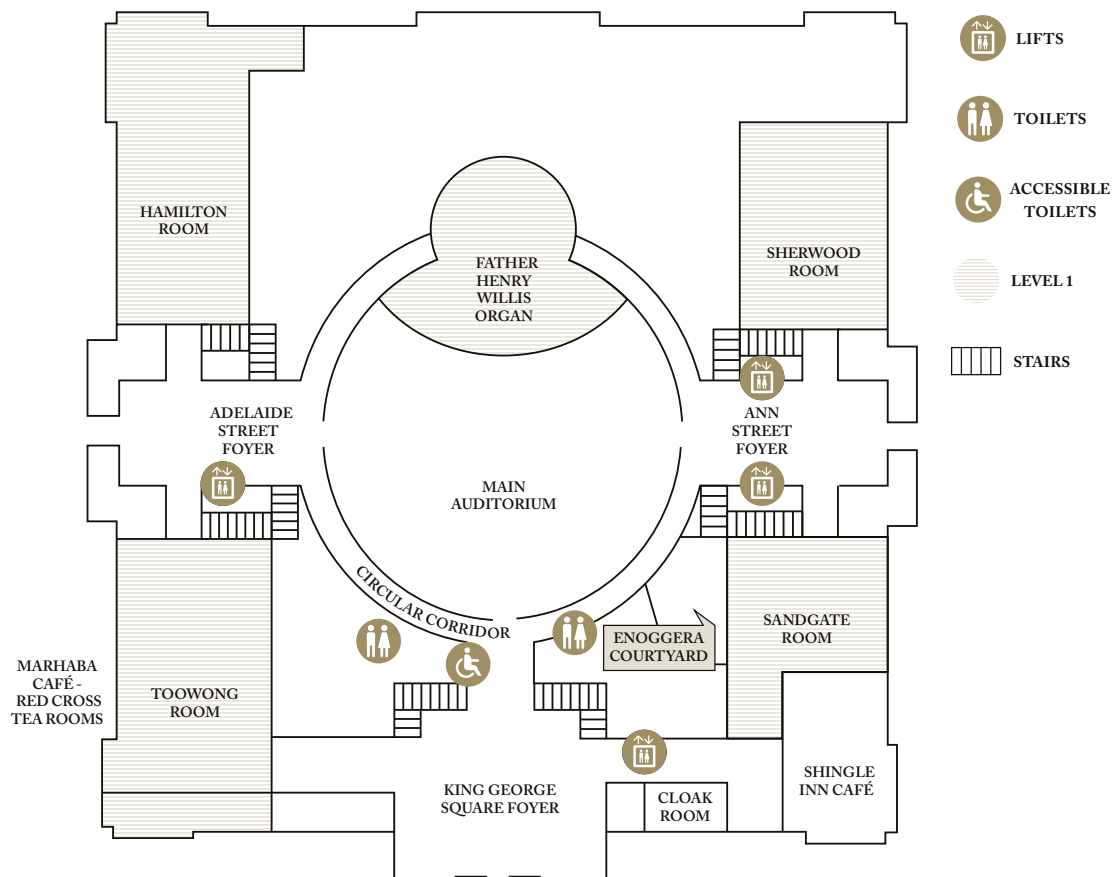 LIFTS
TOILETS
ACCESSIBLE
TOILETS
LEVEL 1
STAIRS
HAMILTON
ROOM
FATHER
HENRY
WILLIS
ORGAN
SHERWOOD
ROOM
ADELAIDE
STREET
FOYER
ANN
STREET
FOYER
MAIN
AUDITORIUM
CIRCULAR CORRIDOR
ENOGGERA
COURTYARD
SANDGATE
ROOM
MARHABA
CAFÉ -
RED CROSS
TEA ROOMS
TOOWONG
ROOM
KING GEORGE
SQUARE FOYER
CLOAK
ROOM
SHINGLE
INN CAFÉ